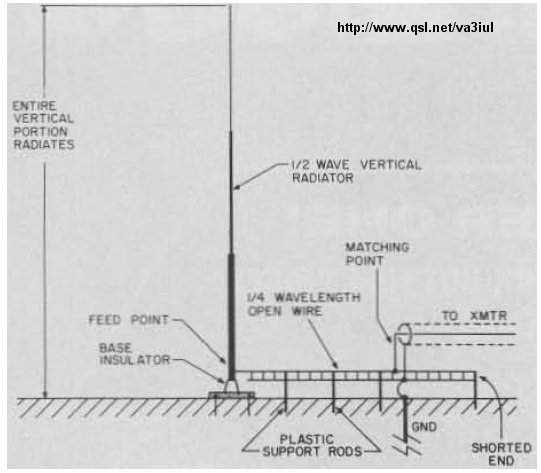 http://www.qsl.net/va3iul
ENTIRE
VERTICAL
PORTION
RADIATES
1/2 WAVE VERTICAL
RADIATOR
MATCHING
POINT
1/4 WAVELENGTH
OPEN WIRE
TO XMTR
FEED POINT
BASE
INSULATOR
GND
PLASTIC
SUPPORT RODS
SHORTED
END